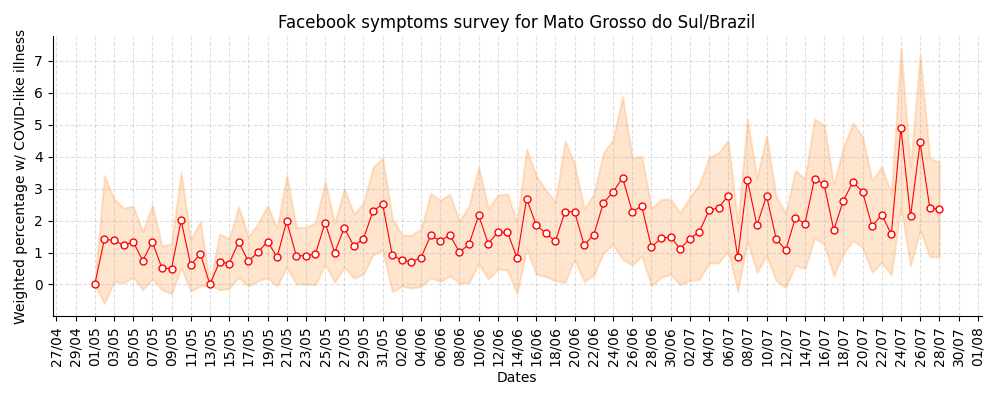 Facebook symptoms survey for Mato Grosso do Sul/Brazil
Weighted percentage w/ COVID-like illness
7
6
5
4
3
2
1
0
27/04 29/04 01/05 03/05 05/05 07/05 09/05 11/05 13/05 15/05 17/05 19/05 21/05 23/05 25/05 27/05 29/05 31/05 02/06 04/06 06/06 08/06 10/06 12/06 14/06 16/06 18/06 20/06 22/06 24/06 26/06 28/06 30/06 02/07 04/07 06/07 08/07 10/07 12/07 14/07 16/07 18/07 20/07 22/07 24/07 26/07 28/07 30/07 01/08
Dates